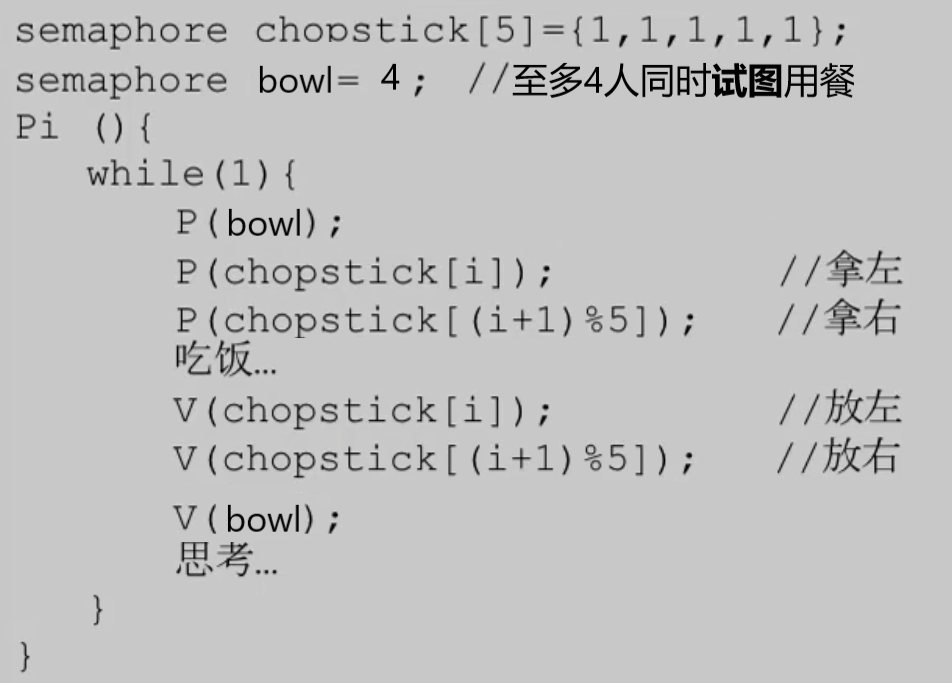 semaphore chopstick[5]={1,1,1,1,1};
semaphore bowl= 4 ; //至多4人同时试图用餐
Pi (){
while(1){
P(bowl);
P(chopstick[i]); //拿左
P(chopstick[(i+1)%5]); //拿右
吃饭…
V(chopstick[i]); //放左
V(chopstick[(i+1)%5]); //放右
V(bowl);
思考…
}
}